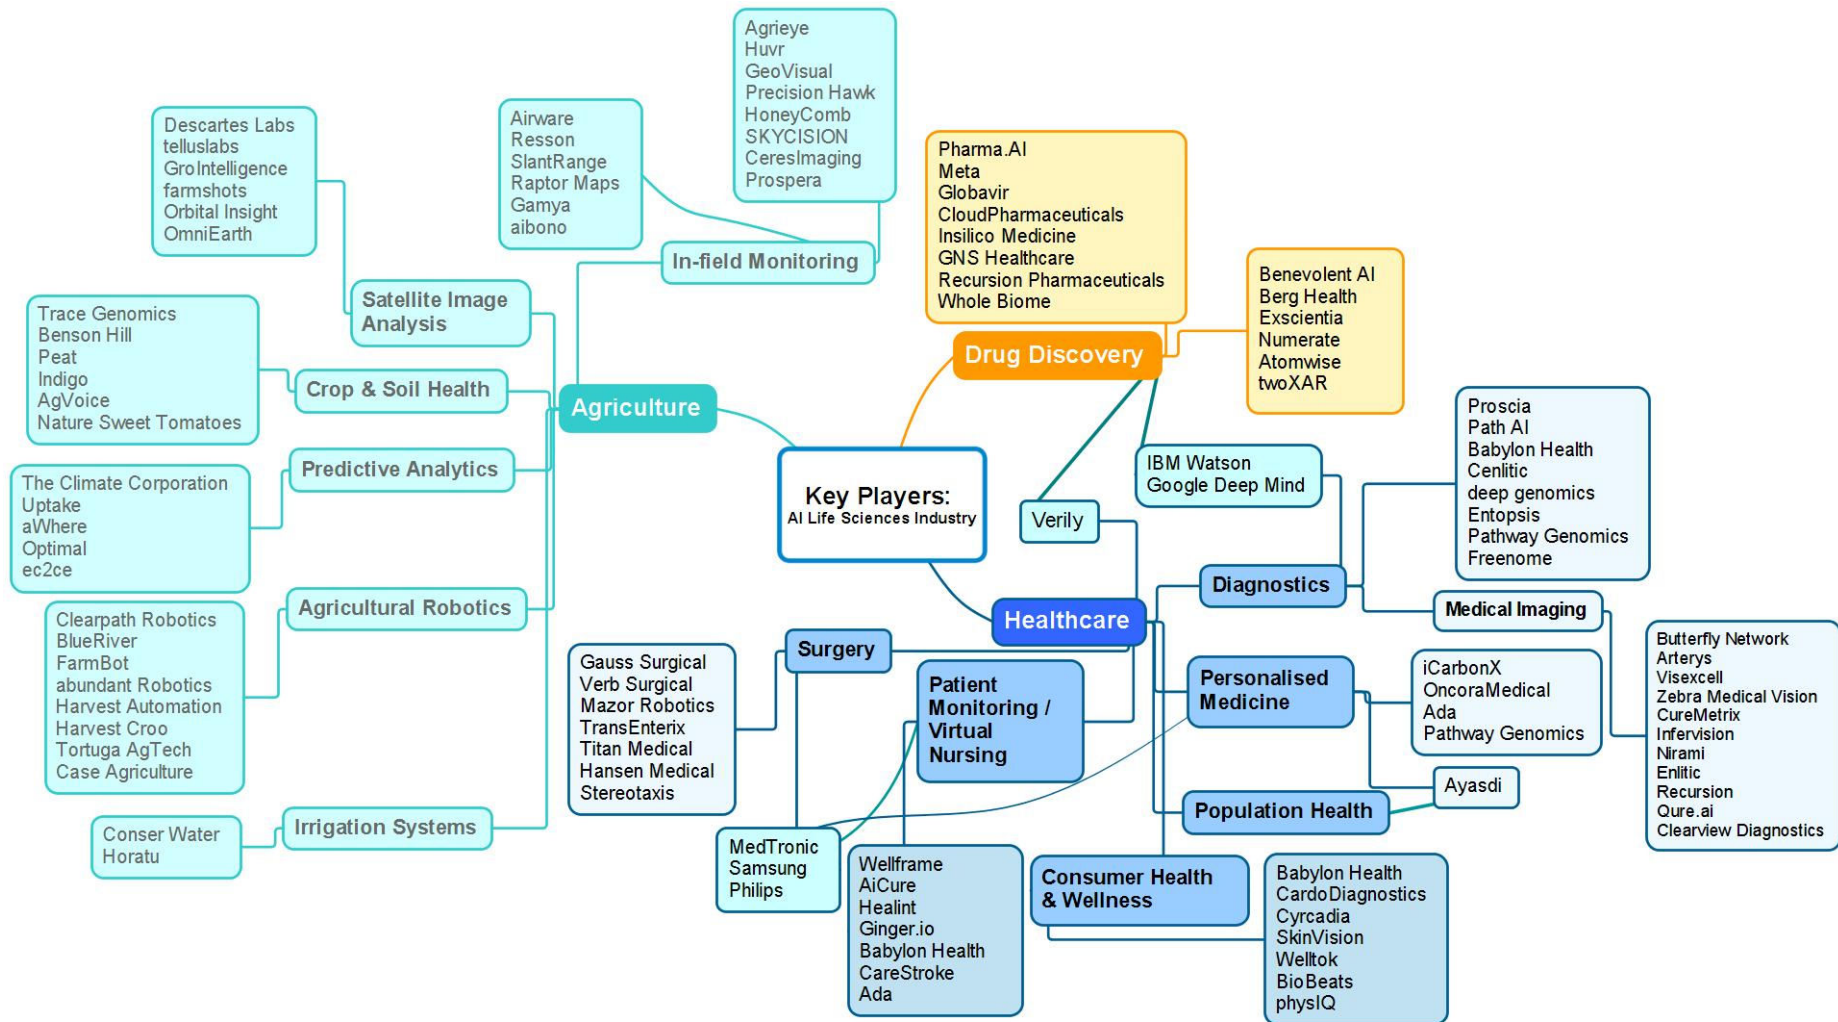 Key Players:
AI Life Sciences Industry
Agriculture
In-field Monitoring
Agrieye
Huvr
GeoVisual
Precision Hawk
HoneyComb
SKYCISION
CeresImaging
Prospera
Airware
Resson
SlantRange
Raptor Maps
Gamya
aibono
Satellite Image
Analysis
Descartes Labs
telluslabs
GroIntelligence
farmshots
Orbital Insight
OmniEarth
Crop & Soil Health
Trace Genomics
Benson Hill
Peat
Indigo
AgVoice
Nature Sweet Tomatoes
Predictive Analytics
The Climate Corporation
Uptake
aWhere
Optimal
ec2ce
Agricultural Robotics
Clearpath Robotics
BlueRiver
FarmBot
abundant Robotics
Harvest Automation
Harvest Croo
Tortuga AgTech
Case Agriculture
Irrigation Systems
Conser Water
Horatu
Drug Discovery
Pharma.AI
Meta
Globavir
CloudPharmaceuticals
Insilico Medicine
GNS Healthcare
Recursion Pharmaceuticals
Whole Biome
Benevolent AI
Berg Health
Exscientia
Numerate
Atomwise
twoXAR
IBM Watson
Google Deep Mind
Verily
Healthcare
Diagnostics
Proscia
Path AI
Babylon Health
Cenlitic
deep genomics
Entopsis
Pathway Genomics
Freenome
Medical Imaging
Butterfly Network
Arterys
Visexcell
Zebra Medical Vision
CureMetrix
Infervision
Nirami
Enlitic
Recursion
Qure.ai
Clearview Diagnostics
Personalised
Medicine
iCarbonX
OncoraMedical
Ada
Pathway Genomics
Ayasdi
Population Health
Consumer Health
& Wellness
Babylon Health
CardoDiagnostics
Cyrcadia
SkinVision
Welltok
BioBeats
physIQ
Patient
Monitoring /
Virtual
Nursing
Wellframe
AiCure
Healint
Ginger.io
Babylon Health
CareStroke
Ada
Surgery
Gauss Surgical
Verb Surgical
Mazor Robotics
TransEnterix
Titan Medical
Hansen Medical
Stereotaxis
MedTronic
Samsung
Philips